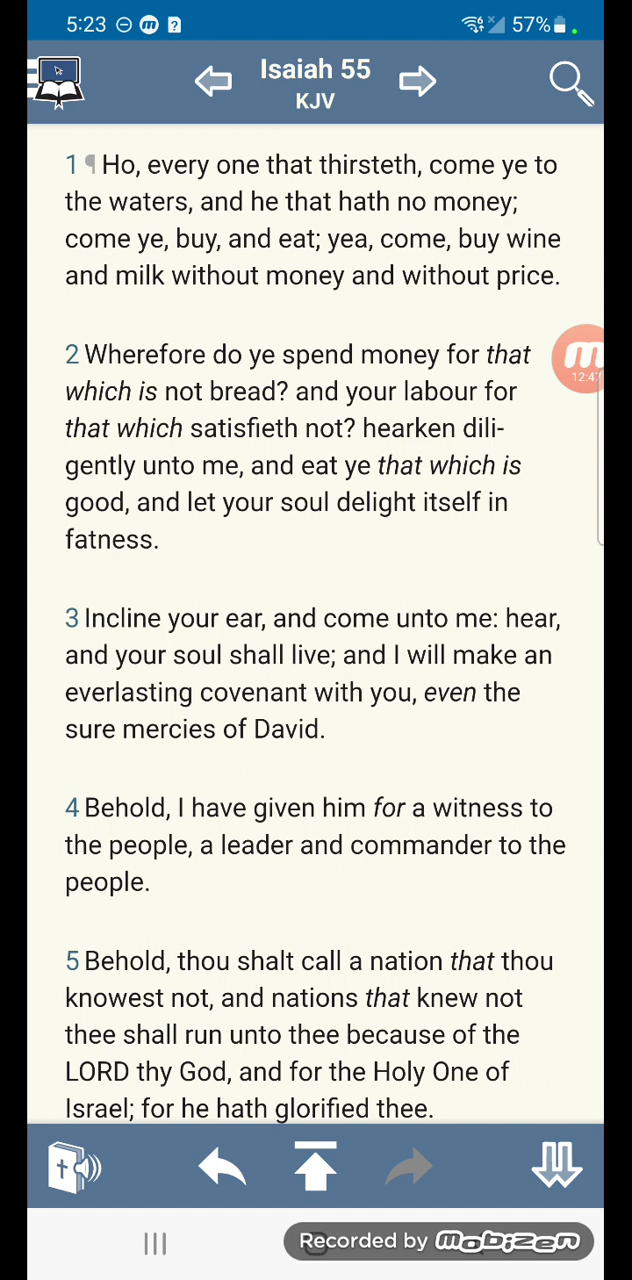 5:23 57%
Isaiah 55
KJV
1 ¶ Ho, every one that thirsteth, come ye to
the waters, and he that hath no money;
come ye, buy, and eat; yea, come, buy wine
and milk without money and without price.
2 Wherefore do ye spend money for that
which is not bread? and your labour for
that which satisfieth not? hearken dili-
gently unto me, and eat ye that which is
good, and let your soul delight itself in
fatness.
12:47
3 Incline your ear, and come unto me: hear,
and your soul shall live; and I will make an
everlasting covenant with you, even the
sure mercies of David.
4 Behold, I have given him for a witness to
the people, a leader and commander to the
people.
5 Behold, thou shalt call a nation that thou
knowest not, and nations that knew not
thee shall run unto thee because of the
LORD thy God, and for the Holy One of
Israel; for he hath glorified thee.
Recorded by mobizen